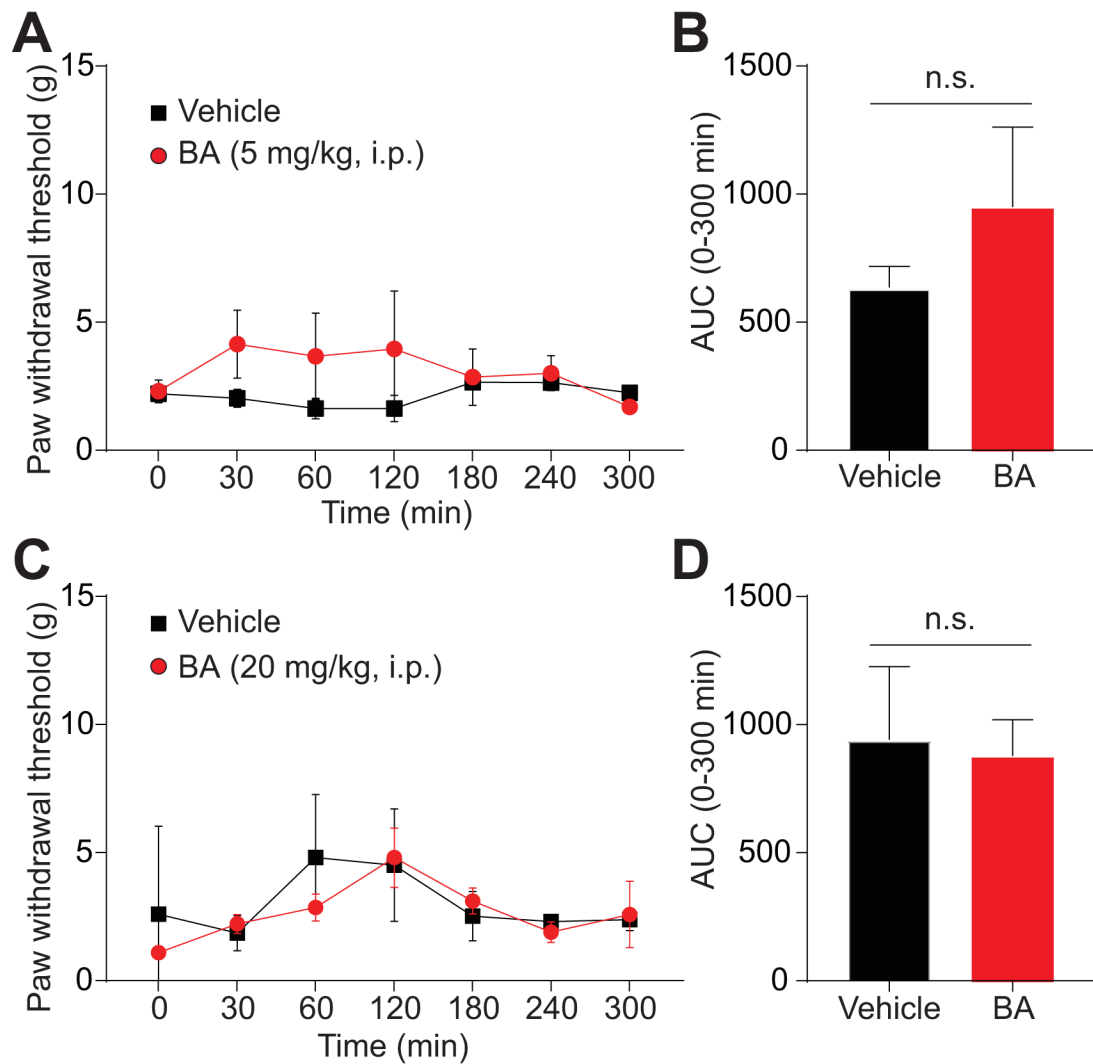 A
Paw withdrawal threshold (g)
15
10
5
0
Vehicle
BA (5 mg/kg, i.p.)
0 30 60 120 180 240 300
Time (min)
B
AUC (0-300 min)
1500
1000
500
0
n.s.
Vehicle BA
C
Paw withdrawal threshold (g)
15
10
5
0
Vehicle
BA (20 mg/kg, i.p.)
0 30 60 120 180 240 300
Time (min)
D
AUC (0-300 min)
1500
1000
500
0
n.s.
Vehicle BA